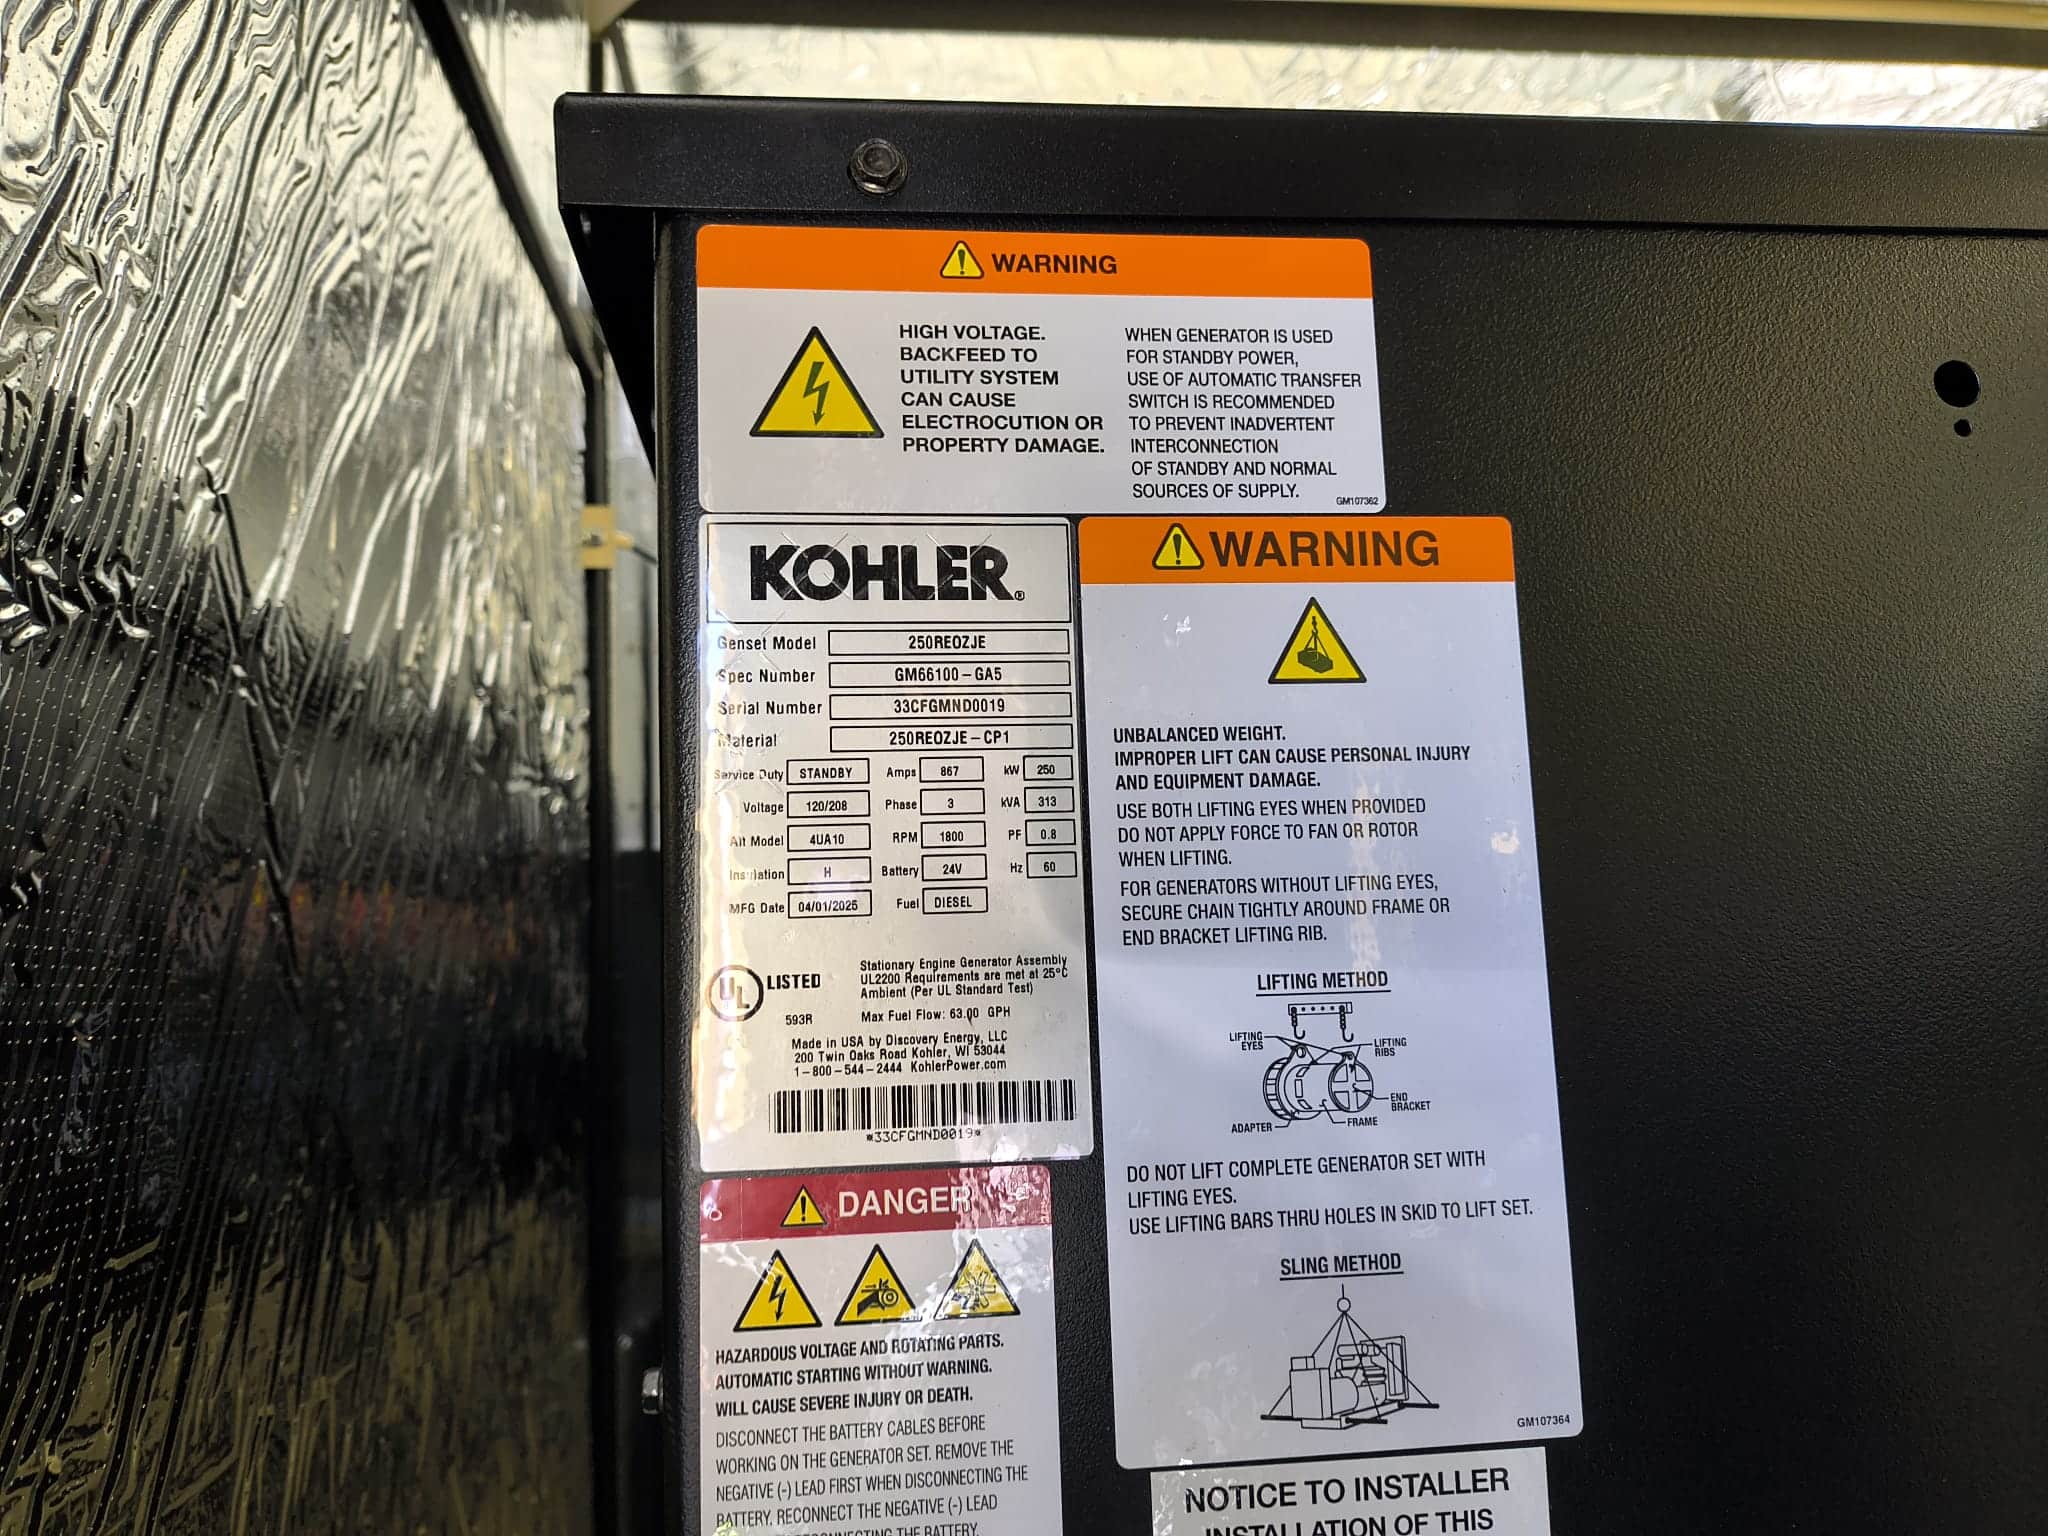 WARNING
HIGH VOLTAGE.
BACKFEED TO
UTILITY SYSTEM
CAN CAUSE
ELECTROCUTION OR
PROPERTY DAMAGE.
WHEN GENERATOR IS USED
FOR STANDBY POWER,
USE OF AUTOMATIC TRANSFER
SWITCH IS RECOMMENDED
TO PREVENT INADVERTENT
INTERCONNECTION
OF STANDBY AND NORMAL
SOURCES OF SUPPLY.
GM107362
KOHLER®
Genset Model 250REOZJE
Spec Number GM66100-GA5
Serial Number 33CFGMND0019
Material 250REOZJE-CP1
Service Duty STANDBY Amps 867 kW 250
Voltage 120/208 Phase 3 kVA 313
Alt Model 4UA10 RPM 1800 PF 0.8
Insulation H Battery 24V Hz 60
MFG Date 04/01/2025 Fuel DIESEL
UL LISTED
593R
Stationary Engine Generator Assembly
UL2200 Requirements are met at 25°C
Ambient (Per UL Standard Test)
Max Fuel Flow: 63.00 GPH
Made in USA by Discovery Energy, LLC
200 Twin Oaks Road Kohler, WI 53044
1-800-544-2444 KohlerPower.com
*33CFGMND0019*
DANGER
HAZARDOUS VOLTAGE AND ROTATING PARTS.
AUTOMATIC STARTING WITHOUT WARNING.
WILL CAUSE SEVERE INJURY OR DEATH.
DISCONNECT THE BATTERY CABLES BEFORE
WORKING ON THE GENERATOR SET. REMOVE THE
NEGATIVE (-) LEAD FIRST WHEN DISCONNECTING THE
BATTERY. RECONNECT THE NEGATIVE (-) LEAD
THE BATTERY.
WARNING
UNBALANCED WEIGHT.
IMPROPER LIFT CAN CAUSE PERSONAL INJURY
AND EQUIPMENT DAMAGE.
USE BOTH LIFTING EYES WHEN PROVIDED
DO NOT APPLY FORCE TO FAN OR ROTOR
WHEN LIFTING.
FOR GENERATORS WITHOUT LIFTING EYES,
SECURE CHAIN TIGHTLY AROUND FRAME OR
END BRACKET LIFTING RIB.
LIFTING METHOD
LIFTING
EYES
LIFTING
RIBS
END
BRACKET
FRAME
ADAPTER
DO NOT LIFT COMPLETE GENERATOR SET WITH
LIFTING EYES.
USE LIFTING BARS THRU HOLES IN SKID TO LIFT SET.
SLING METHOD
GM107364
NOTICE TO INSTALLER
INSTALLATION OF THIS